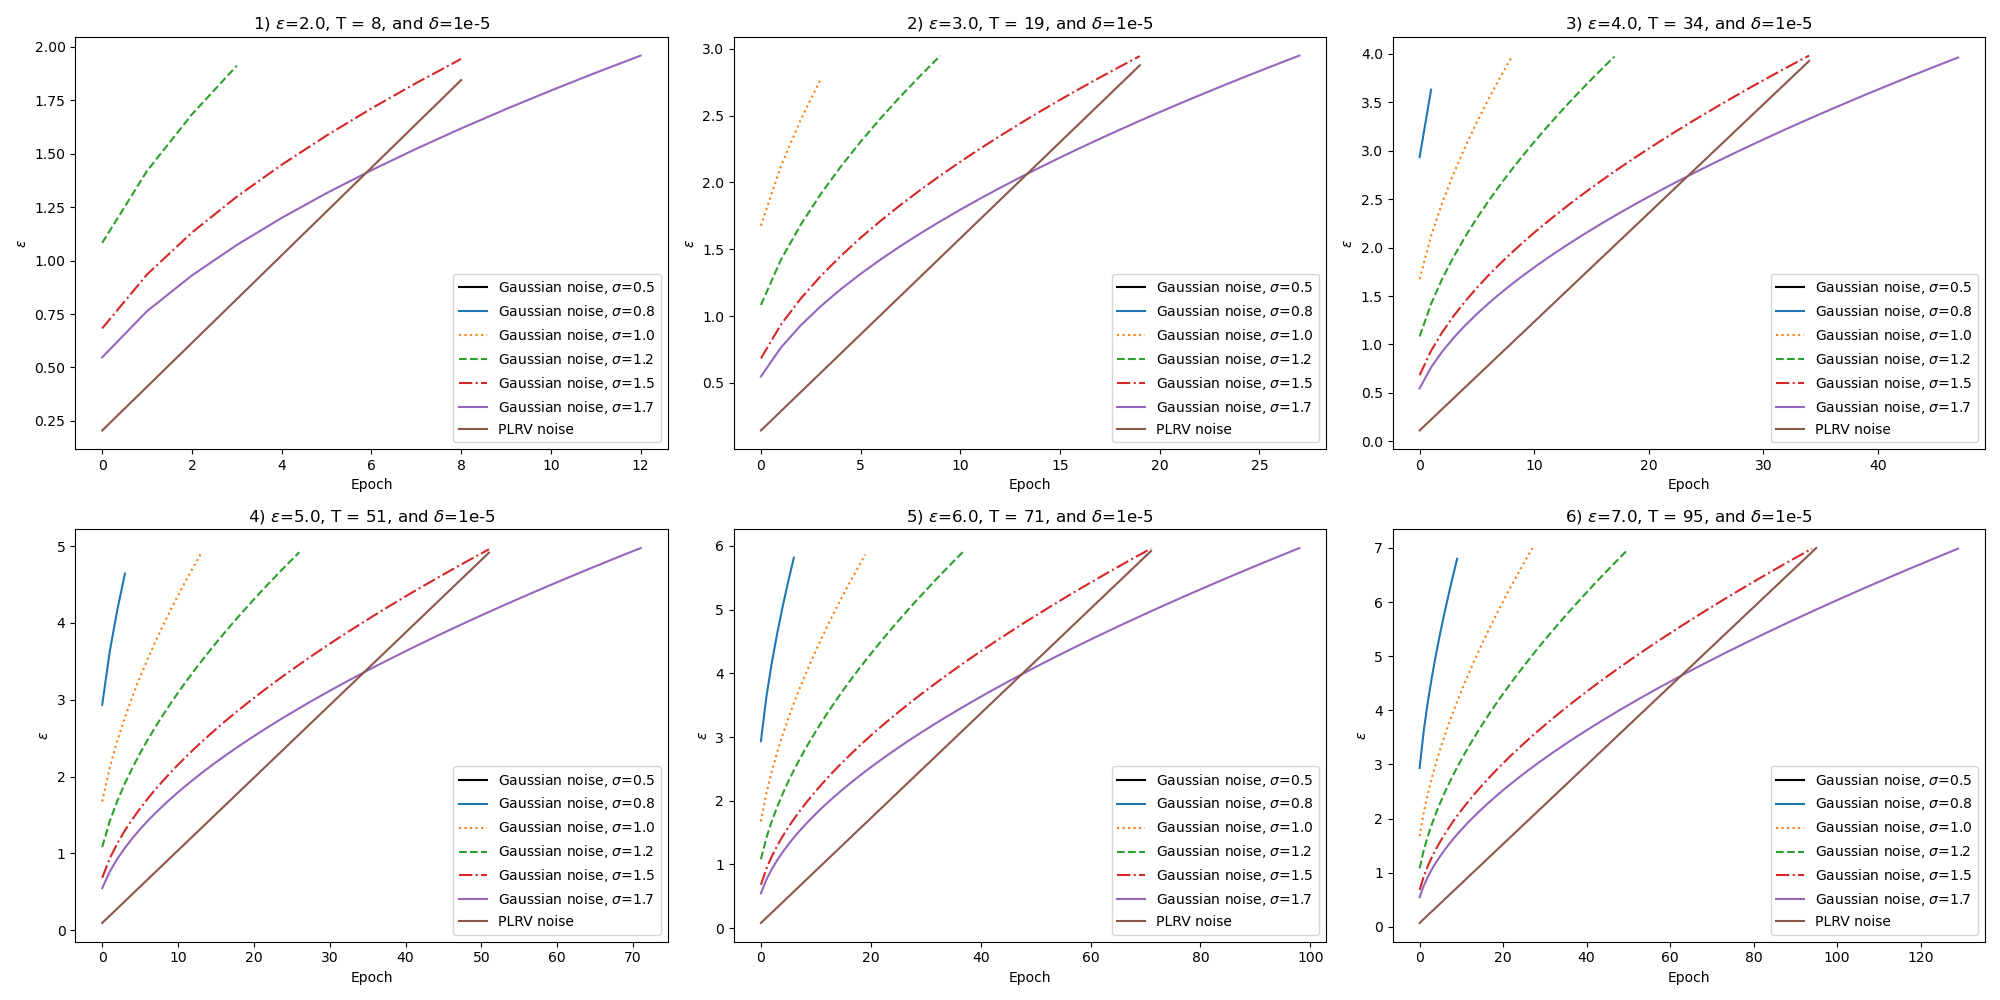 1) ε=2.0, T = 8, and δ=1e-5
2.00
1.75
1.50
1.25
1.00
0.75
0.50
0.25
ε
0 2 4 6 8 10 12
Epoch
Gaussian noise, σ=0.5
Gaussian noise, σ=0.8
Gaussian noise, σ=1.0
Gaussian noise, σ=1.2
Gaussian noise, σ=1.5
Gaussian noise, σ=1.7
PLRV noise
2) ε=3.0, T = 19, and δ=1e-5
3.0
2.5
2.0
1.5
1.0
0.5
ε
0 5 10 15 20 25
Epoch
Gaussian noise, σ=0.5
Gaussian noise, σ=0.8
Gaussian noise, σ=1.0
Gaussian noise, σ=1.2
Gaussian noise, σ=1.5
Gaussian noise, σ=1.7
PLRV noise
3) ε=4.0, T = 34, and δ=1e-5
4.0
3.5
3.0
2.5
2.0
1.5
1.0
0.5
0.0
ε
0 10 20 30 40
Epoch
Gaussian noise, σ=0.5
Gaussian noise, σ=0.8
Gaussian noise, σ=1.0
Gaussian noise, σ=1.2
Gaussian noise, σ=1.5
Gaussian noise, σ=1.7
PLRV noise
4) ε=5.0, T = 51, and δ=1e-5
5
4
3
2
1
0
ε
0 10 20 30 40 50 60 70
Epoch
Gaussian noise, σ=0.5
Gaussian noise, σ=0.8
Gaussian noise, σ=1.0
Gaussian noise, σ=1.2
Gaussian noise, σ=1.5
Gaussian noise, σ=1.7
PLRV noise
5) ε=6.0, T = 71, and δ=1e-5
6
5
4
3
2
1
0
ε
0 20 40 60 80 100
Epoch
Gaussian noise, σ=0.5
Gaussian noise, σ=0.8
Gaussian noise, σ=1.0
Gaussian noise, σ=1.2
Gaussian noise, σ=1.5
Gaussian noise, σ=1.7
PLRV noise
6) ε=7.0, T = 95, and δ=1e-5
7
6
5
4
3
2
1
0
ε
0 20 40 60 80 100 120
Epoch
Gaussian noise, σ=0.5
Gaussian noise, σ=0.8
Gaussian noise, σ=1.0
Gaussian noise, σ=1.2
Gaussian noise, σ=1.5
Gaussian noise, σ=1.7
PLRV noise